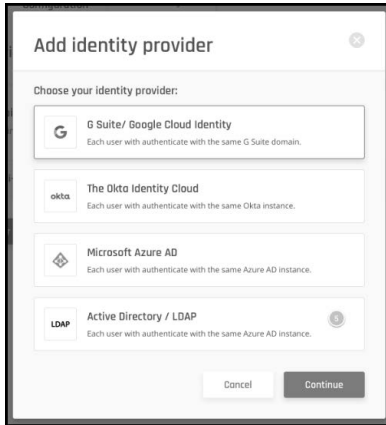 Add identity provider
Choose your identity provider:
G
G Suite/ Google Cloud Identity
Each user with authenticate with the same G Suite domain.
okta
The Okta Identity Cloud
Each user with authenticate with the same Okta instance.
Microsoft Azure AD
Each user with authenticate with the same Azure AD instance.
LDAP
Active Directory / LDAP
Each user with authenticate with the same Azure AD instance.
Cancel
Continue